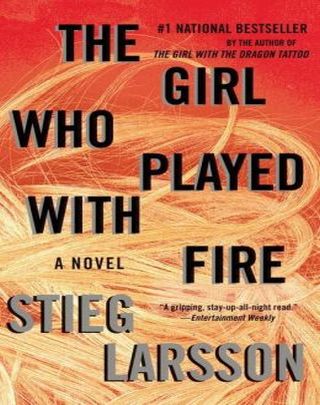 THE
#1 NATIONAL BESTSELLER
BY THE AUTHOR OF
THE GIRL WITH THE DRAGON TATTOO
GIRL
WHO
PLAYED
WITH
FIRE
A NOVEL
STIEG
"A gripping, stay-up-all-night read."
—Entertainment Weekly
LARSSON